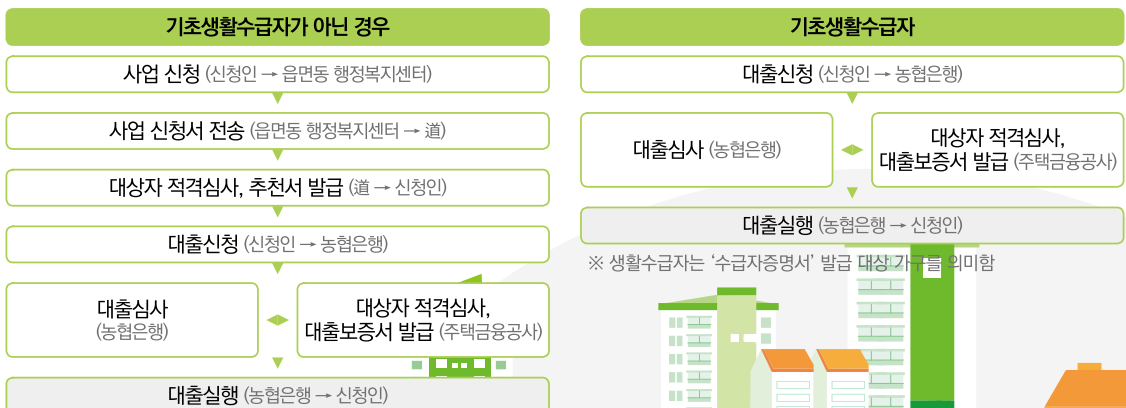 기초생활수급자가 아닌 경우
사업 신청 (신청인 → 읍면동 행정복지센터)
사업 신청서 전송 (읍면동 행정복지센터 → 道)
대상자 적격심사, 추천서 발급 (道 → 신청인)
대출신청 (신청인 → 농협은행)
대출심사
(농협은행)
대상자 적격심사,
대출보증서 발급 (주택금융공사)
대출실행 (농협은행 → 신청인)
기초생활수급자
대출신청 (신청인 → 농협은행)
대출심사 (농협은행)
대상자 적격심사,
대출보증서 발급 (주택금융공사)
대출실행 (농협은행 → 신청인)
※ 생활수급자는 ‘수급자증명서’ 발급 대상 가구를 의미함